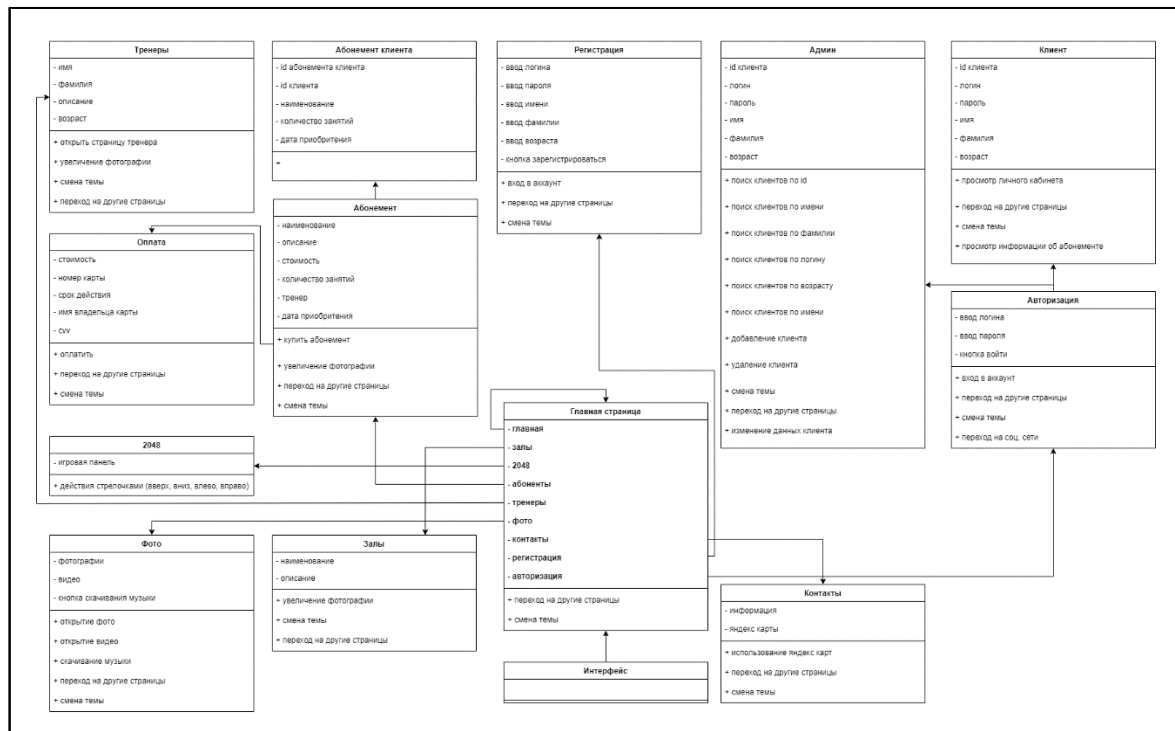 Тренеры
- имя
- фамилия
- описание
- возраст
+ открыть страницу тренера
+ увеличение фотографии
+ смена темы
+ переход на другие страницы
Абонемент клиента
- id абонемента клиента
- id клиента
- наименование
- количество занятий
- дата приобритения
+
Регистрация
- ввод логина
- ввод пароля
- ввод имени
- ввод фамилии
- ввод возраста
- кнопка зарегистрироваться
+ вход в аккаунт
+ переход на другие страницы
+ смена темы
Админ
- id клиента
- логин
- пароль
- имя
- фамилия
- возраст
+ поиск клиентов по id
+ поиск клиентов по имени
+ поиск клиентов по фамилии
+ поиск клиентов по логину
+ поиск клиентов по возрасту
+ поиск клиентов по имени
+ добавление клиента
+ удаление клиента
+ смена темы
+ переход на другие страницы
+ изменение данных клиента
Клиент
- id клиента
- логин
- пароль
- имя
- фамилия
- возраст
+ просмотр личного кабинета
+ переход на другие страницы
+ смена темы
+ просмотр информации об абонементе
Оплата
- стоимость
- номер карты
- срок действия
- имя владельца карты
- cvv
+ оплатить
+ переход на другие страницы
+ смена темы
Абонемент
- наименование
- описание
- стоимость
- количество занятий
- тренер
- дата приобритения
+ купить абонемент
+ увеличение фотографии
+ переход на другие страницы
+ смена темы
Авторизация
- ввод логина
- ввод пароля
- кнопка войти
+ вход в аккаунт
+ переход на другие страницы
+ смена темы
+ переход на соц. сети
2048
- игровая панель
+ действия стрелочками (вверх, вниз, влево, вправо)
Главная страница
- главная
- залы
- 2048
- абоненты
- тренеры
- фото
- контакты
- регистрация
- авторизация
+ переход на другие страницы
+ смена темы
Фото
- фотографии
- видео
- кнопка скачивания музыки
+ открытие фото
+ открытие видео
+ скачивание музыки
+ переход на другие страницы
+ смена темы
Залы
- наименование
- описание
+ увеличение фотографии
+ смена темы
+ переход на другие страницы
Контакты
- информация
- яндекс карты
+ использование яндекс карт
+ переход на другие страницы
+ смена темы
Интерфейс